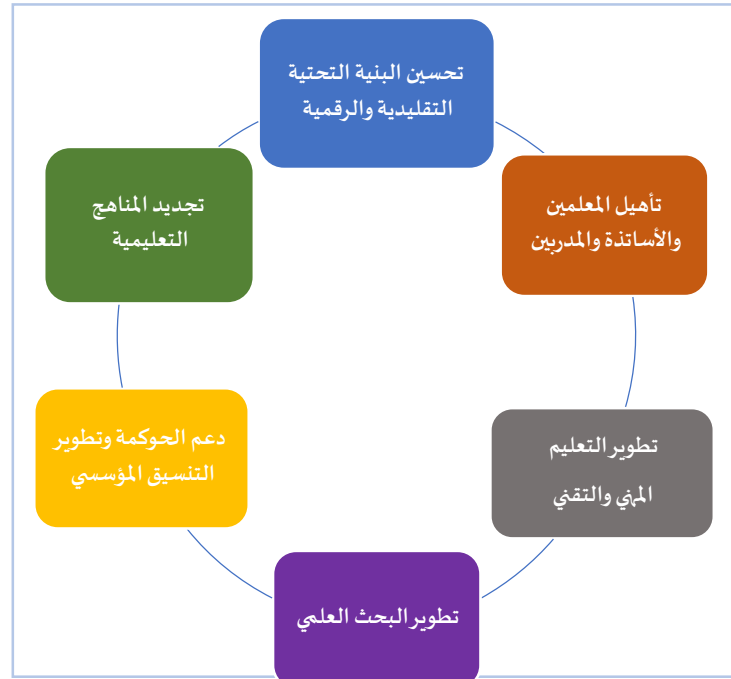 تحسين البنية التحتية
التقليدية والرقمية
تأهيل المعلمين
والأساتذة والمدربين
تجديد المناهج
التعليمية
تطوير التعليم
المهني والتقني
دعم الحوكمة وتطوير
التنسيق المؤسسي
تطوير البحث العلمي